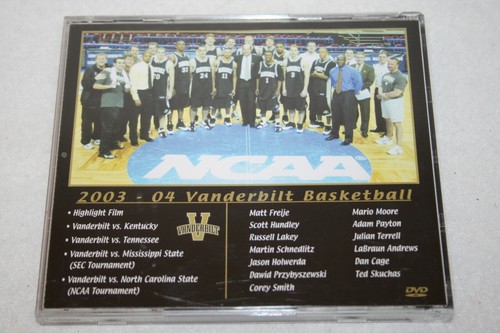 NCAA
2003 - 04 Vanderbilt Basketball
• Highlight Film
• Vanderbilt vs. Kentucky
• Vanderbilt vs. Tennessee
• Vanderbilt vs. Mississippi State
(SEC Tournament)
• Vanderbilt vs. North Carolina State
(NCAA Tournament)
VANDERBILT
V
Matt Freije
Scott Hundley
Russell Lakey
Martin Schnedlitz
Jason Holwerda
Dawid Przybyszewski
Corey Smith
Mario Moore
Adam Payton
Julian Terrell
LaBraun Andrews
Dan Cage
Ted Skuchas
DVD